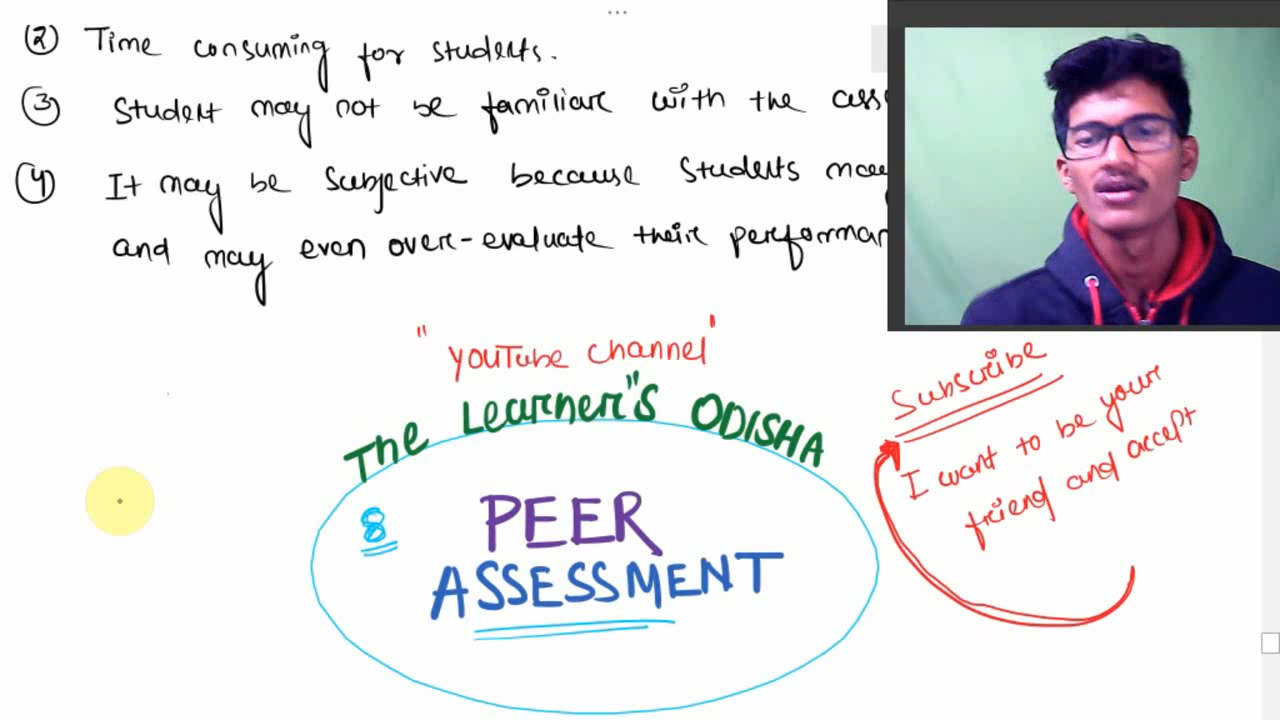 (2) Time consuming for students.
(3) Student may not be familiar with the
(4) It may be subjective because students may
and may even over-evaluate their
"YouTube channel"
The Learner"s ODISHA
Subscribe
I want to be your
friend and accept
8 PEER
ASSESSMENT